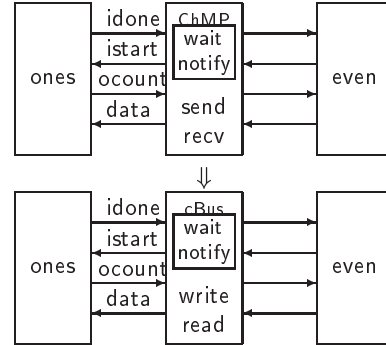 idone
ChMP
wait
istart
notify
ones
ocount
even
data
send
recv
⇓
idone
cBus
wait
istart
notify
ones
ocount
even
data
write
read